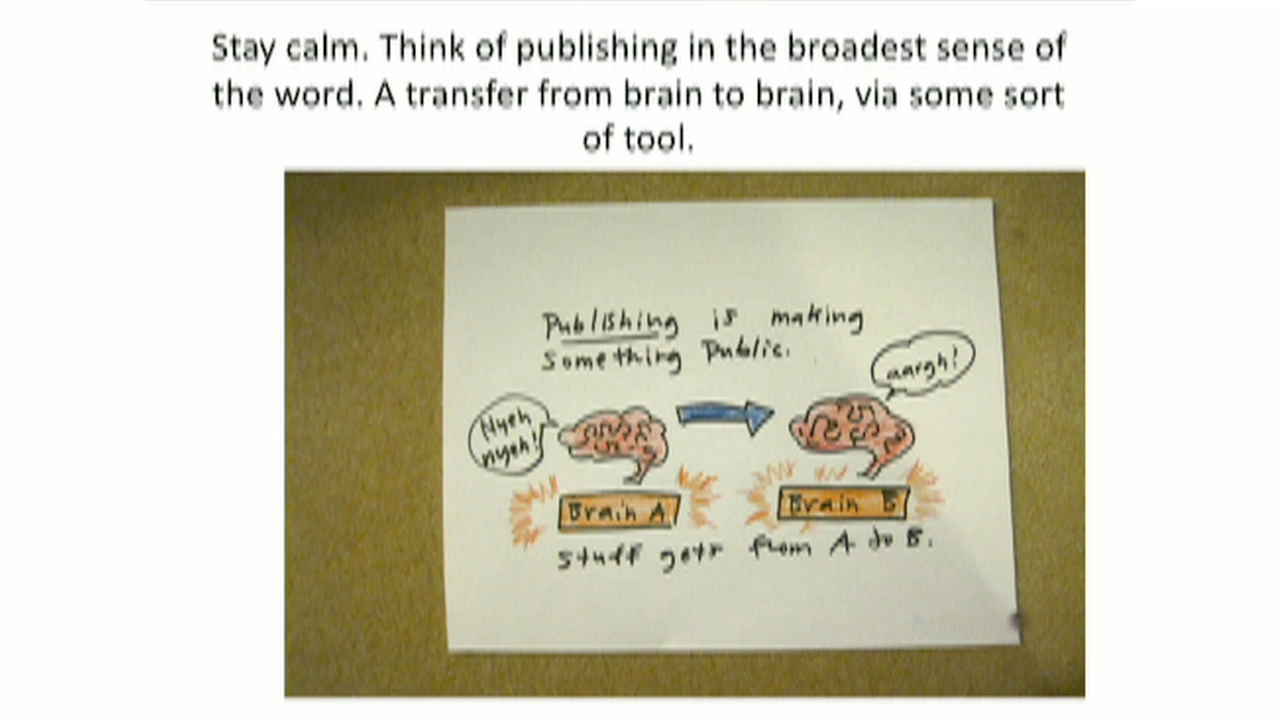 Stay calm. Think of publishing in the broadest sense of
the word. A transfer from brain to brain, via some sort
of tool.
Publishing is making
something Public.
aargh!
Nyeh
nyeh!
Brain A
Brain B
stuff gets from A to B.